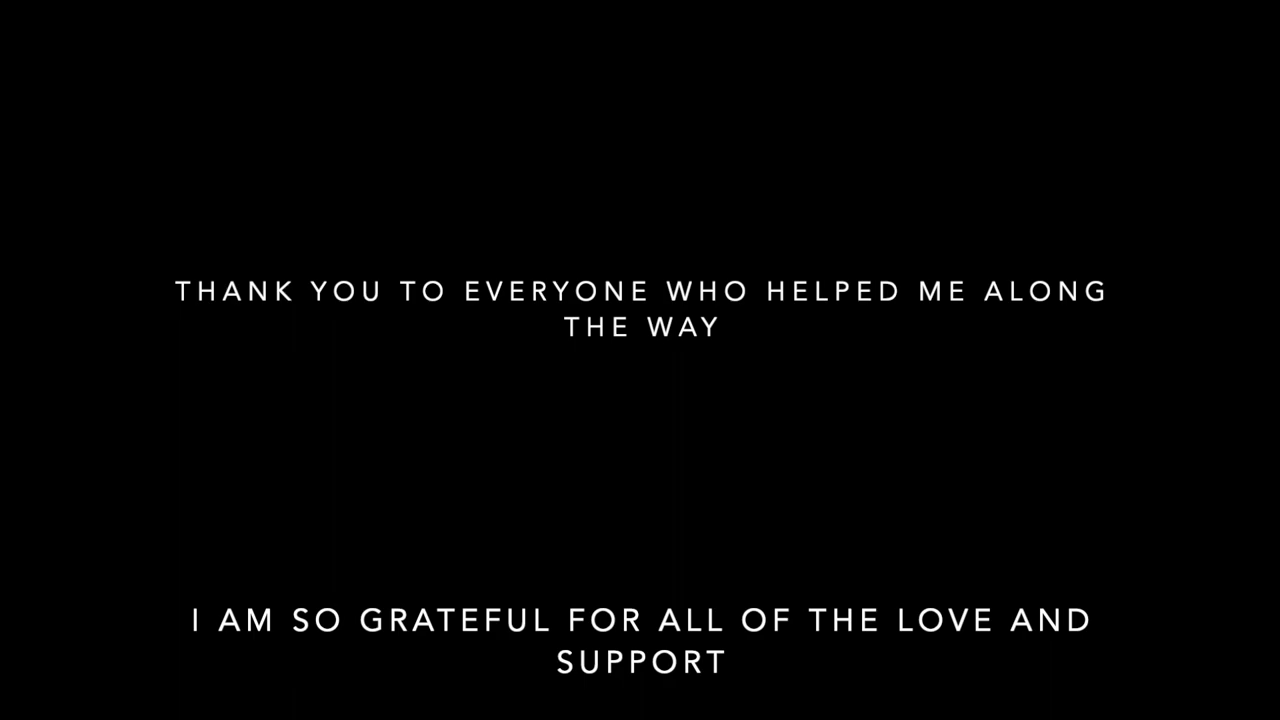 THANK YOU TO EVERYONE WHO HELPED ME ALONG
THE WAY
I AM SO GRATEFUL FOR ALL OF THE LOVE AND
SUPPORT